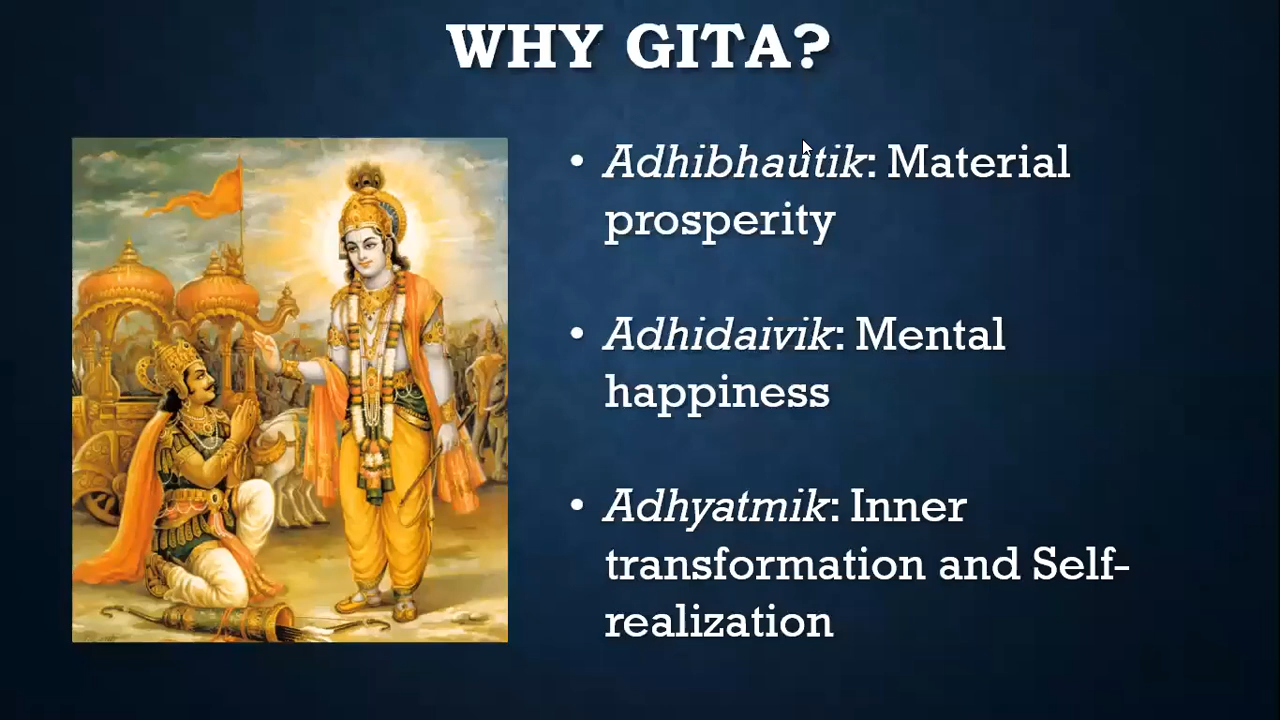 WHY GITA?
• Adhibhautik: Material
prosperity
• Adhidaivik: Mental
happiness
• Adhyatmik: Inner
transformation and Self-
realization